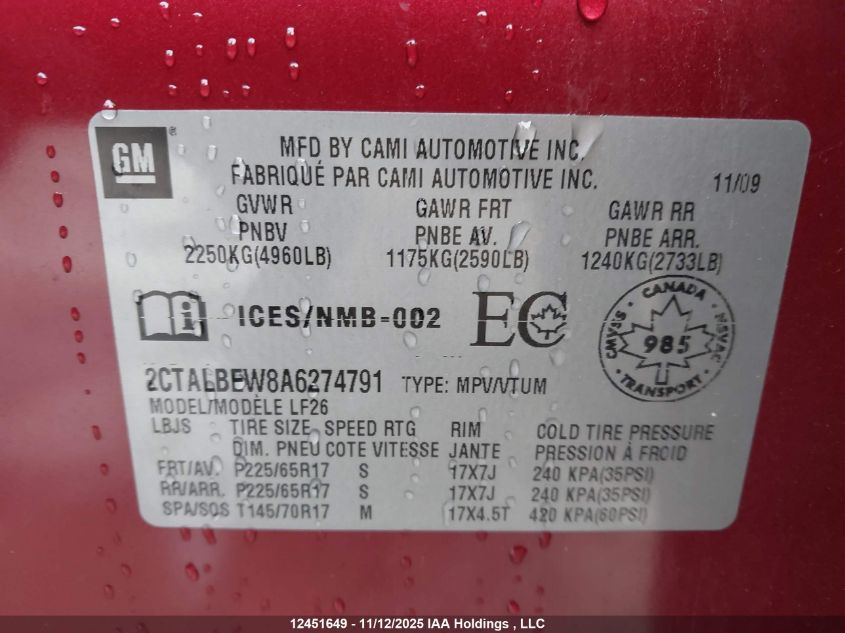 GM®
MFD BY CAMI AUTOMOTIVE INC.
FABRIQUÉ PAR CAMI AUTOMOTIVE INC.
11/09
GVWR GAWR FRT GAWR RR
PNBV PNBE AV. PNBE ARR.
2250KG(4960LB) 1175KG(2590LB) 1240KG(2733LB)
i ICES/NMB-002 EC
CMVSS · CANADA · NSVAC
985
TRANSPORT
2CTALBEW8A6274791 TYPE: MPV/VTUM
MODEL/MODÈLE LF26
LBJS TIRE SIZE SPEED RTG RIM COLD TIRE PRESSURE
DIM. PNEU COTE VITESSE JANTE PRESSION À FROID
FRT/AV. P225/65R17 S 17X7J 240 KPA(35PSI)
RR/ARR. P225/65R17 S 17X7J 240 KPA(35PSI)
SPA/SOS T145/70R17 M 17X4.5T 420 KPA(60PSI)
12451649 - 11/12/2025 IAA Holdings , LLC